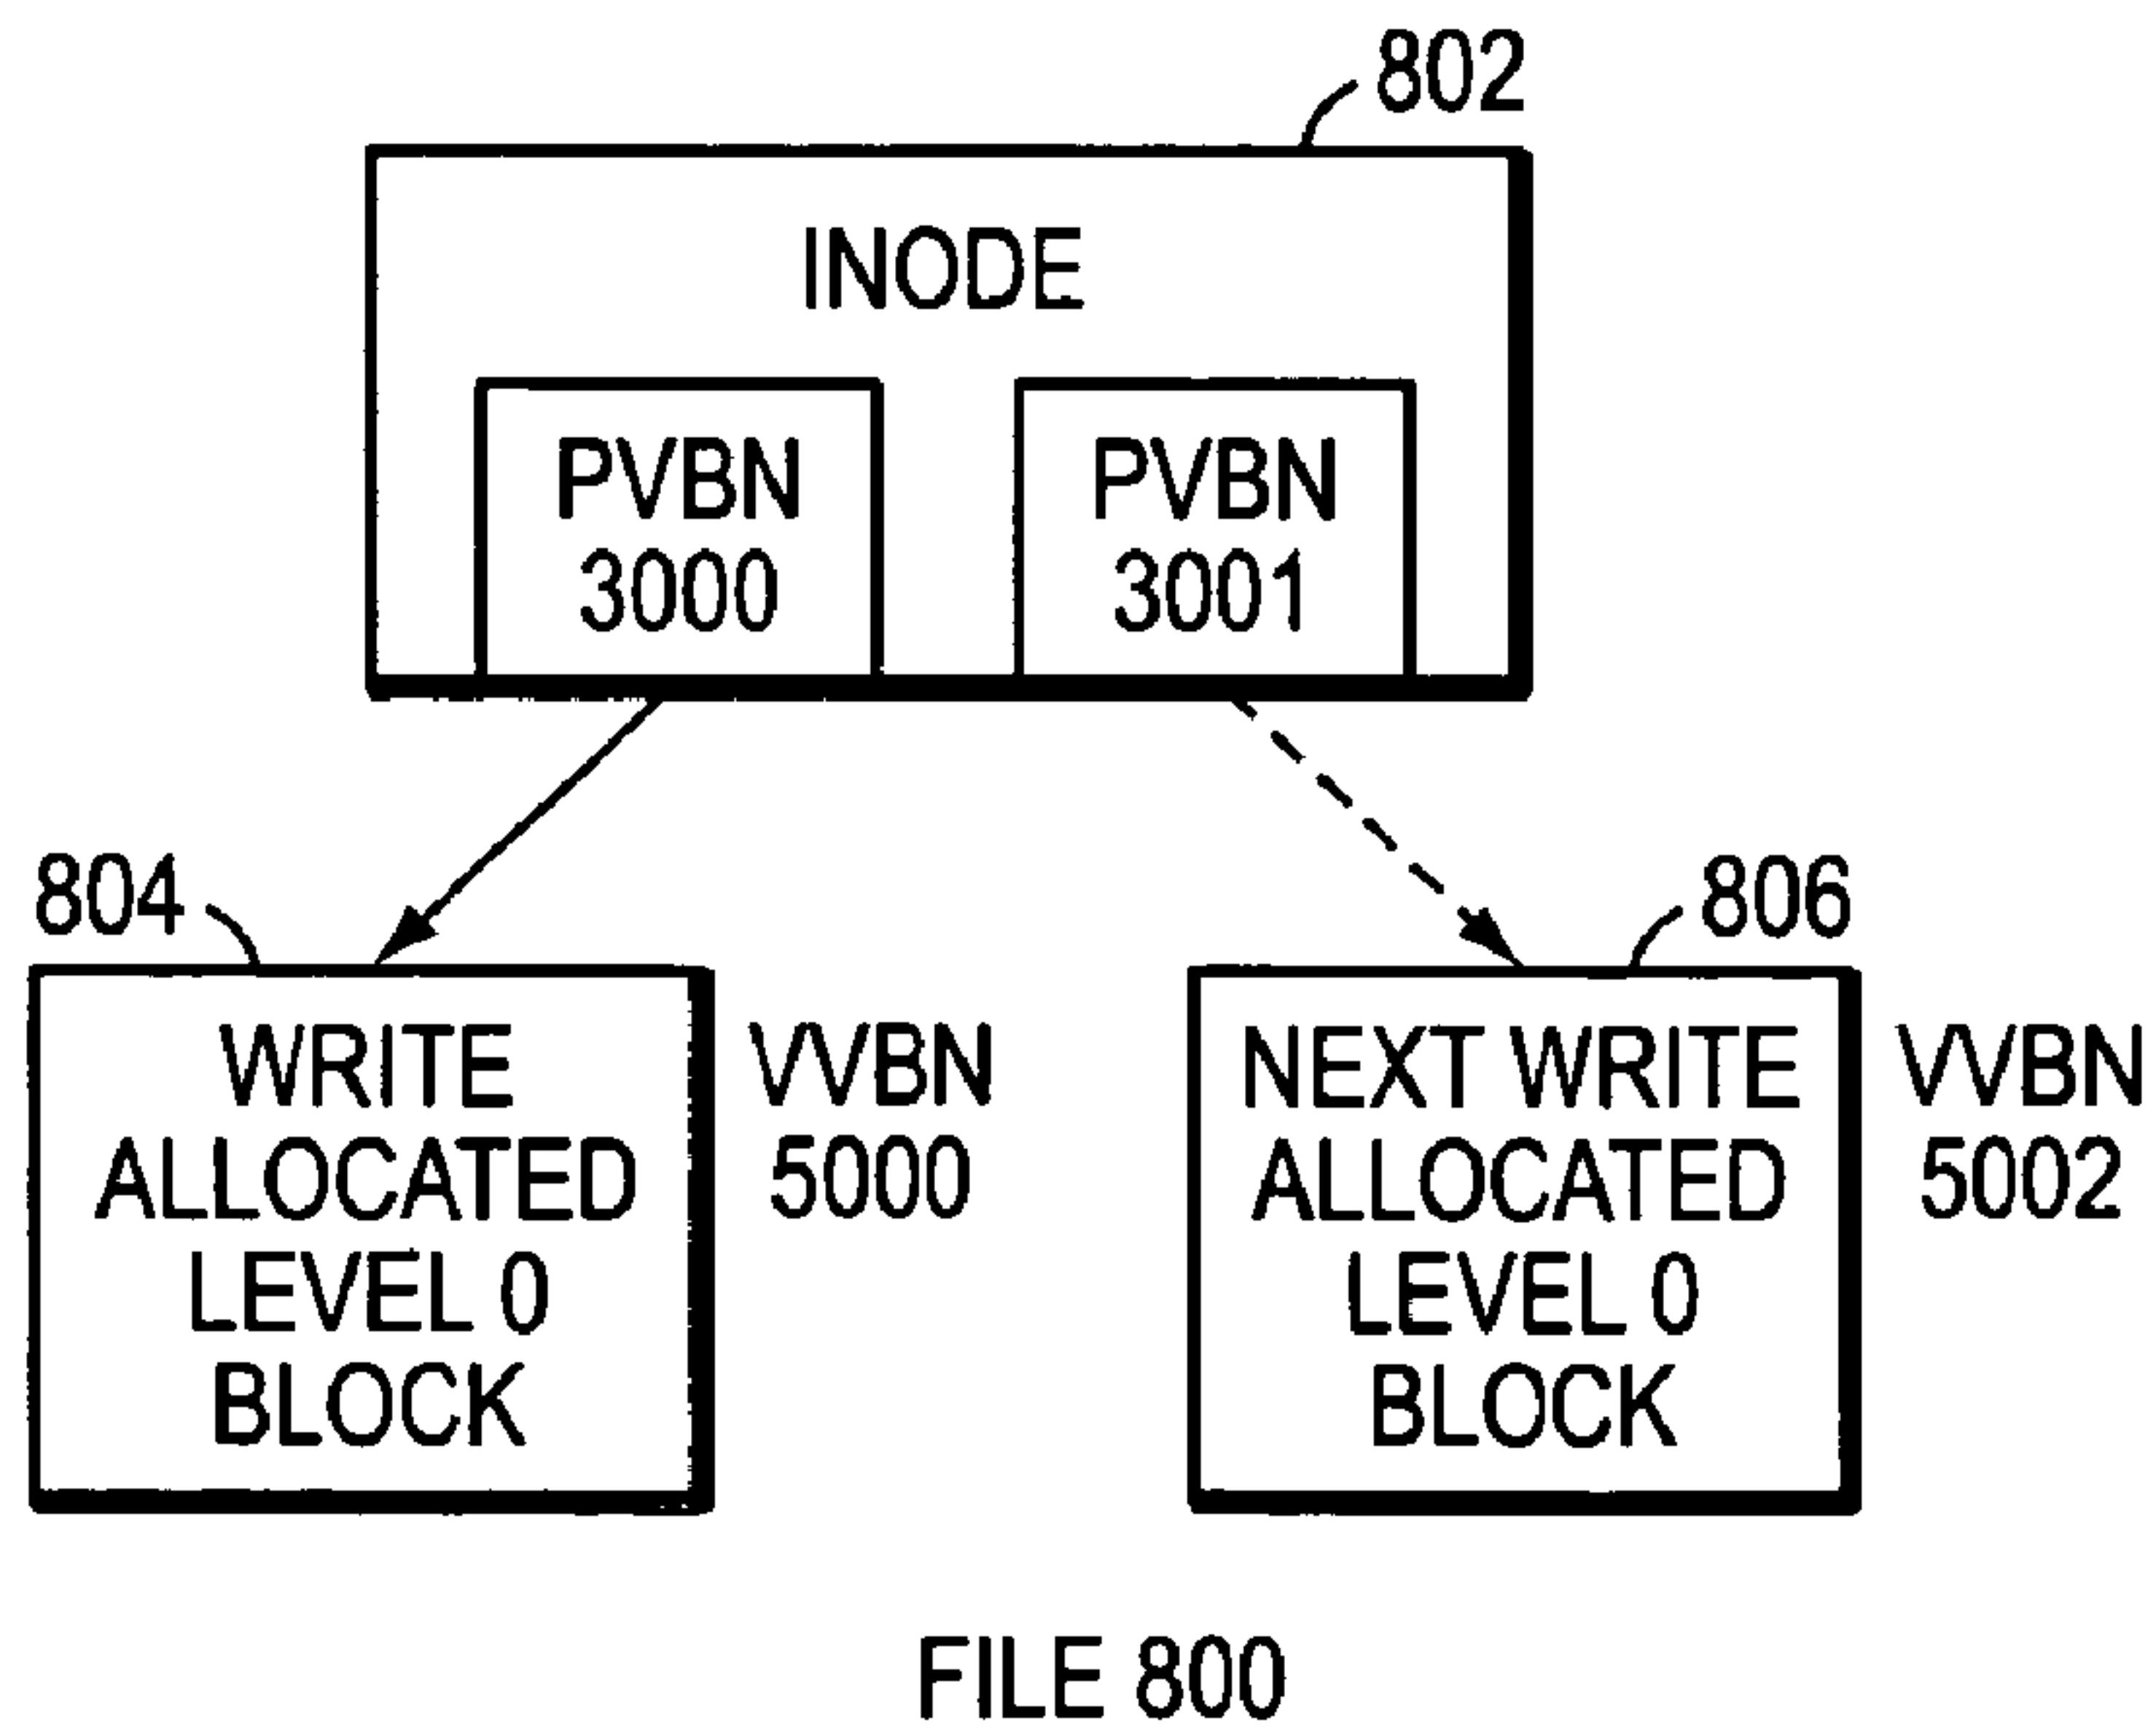 802
INODE
PVBN
3000
PVBN
3001
804
806
WRITE
ALLOCATED
LEVEL 0
BLOCK
VVBN
5000
NEXT WRITE
ALLOCATED
LEVEL 0
BLOCK
VVBN
5002
FILE 800